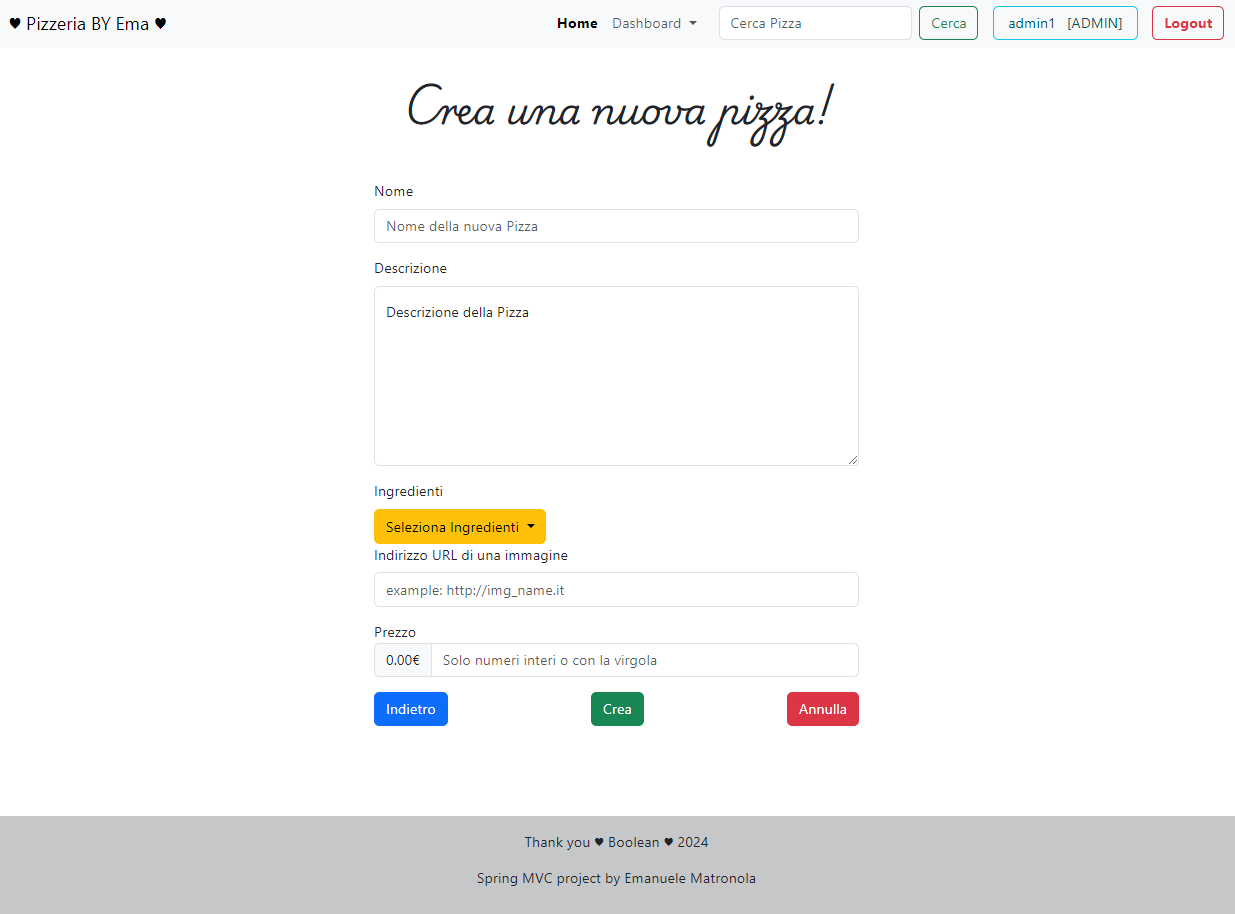 ♥ Pizzeria BY Ema ♥ Home Dashboard Cerca Pizza Cerca admin1 [ADMIN] Logout
Crea una nuova pizza!
Nome
Nome della nuova Pizza
Descrizione
Descrizione della Pizza
Ingredienti
Seleziona Ingredienti
Indirizzo URL di una immagine
example: http://img_name.it
Prezzo
0.00€ Solo numeri interi o con la virgola
Indietro Crea Annulla
Thank you ♥ Boolean ♥ 2024
Spring MVC project by Emanuele Matronola